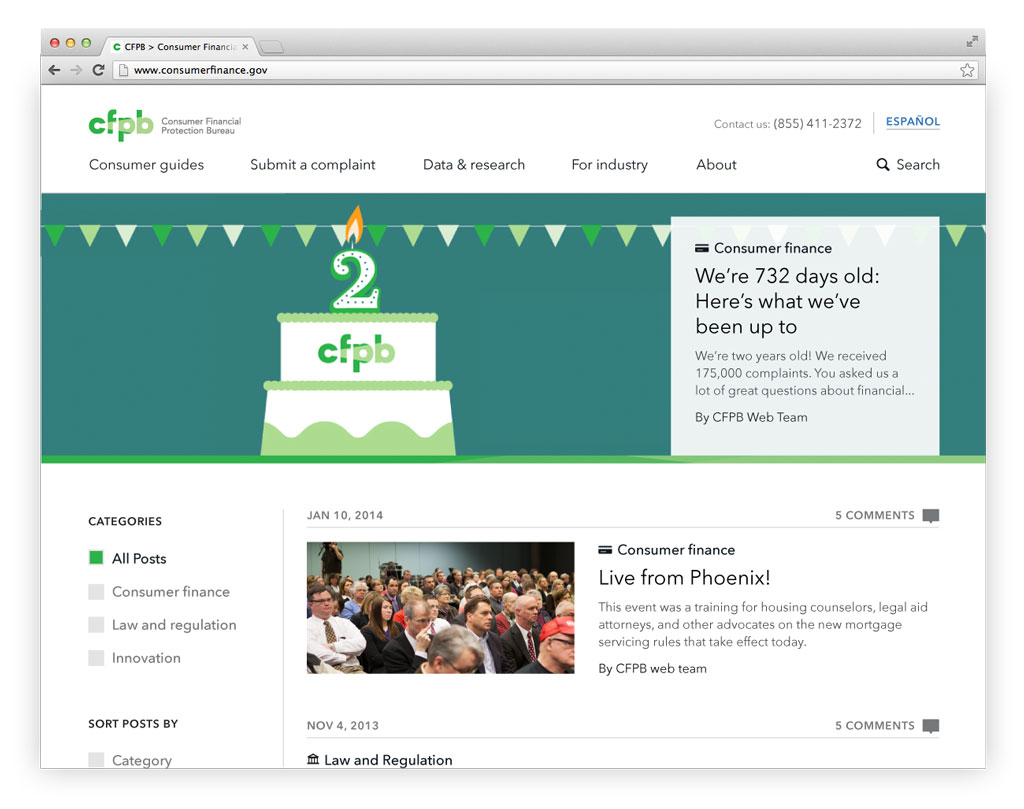 CFPB > Consumer Financia
www.consumerfinance.gov
cfpb
Consumer Financial
Protection Bureau
Contact us: (855) 411-2372
ESPAÑOL
Consumer guides
Submit a complaint
Data & research
For industry
About
Search
2
cfpb
Consumer finance
We're 732 days old:
Here's what we've
been up to
We're two years old! We received
175,000 complaints. You asked us a
lot of great questions about financial...
By CFPB Web Team
CATEGORIES
All Posts
Consumer finance
Law and regulation
Innovation
SORT POSTS BY
Category
JAN 10, 2014
5 COMMENTS
Consumer finance
Live from Phoenix!
This event was a training for housing counselors, legal aid
attorneys, and other advocates on the new mortgage
servicing rules that take effect today.
By CFPB web team
NOV 4, 2013
5 COMMENTS
Law and Regulation